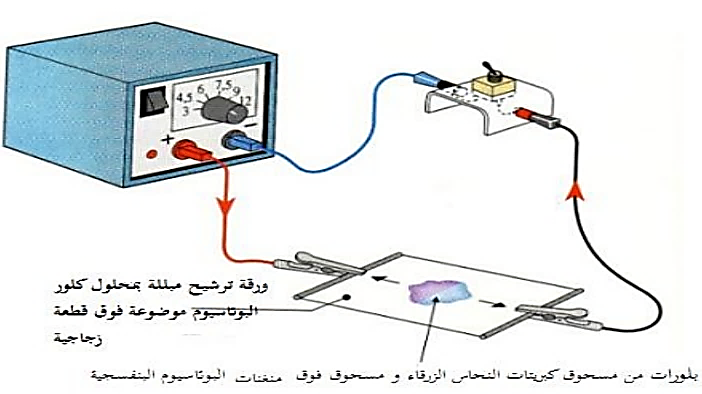 3 4,5 6 7,5 9 12
+ −
ورقة ترشيح مبللة بمحلول كلور
البوتاسيوم موضوعة فوق قطعة
زجاجية
بلورات من مسحوق كبريتات النحاس الزرقاء و مسحوق فوق منغنات البوتاسيوم البنفسجية